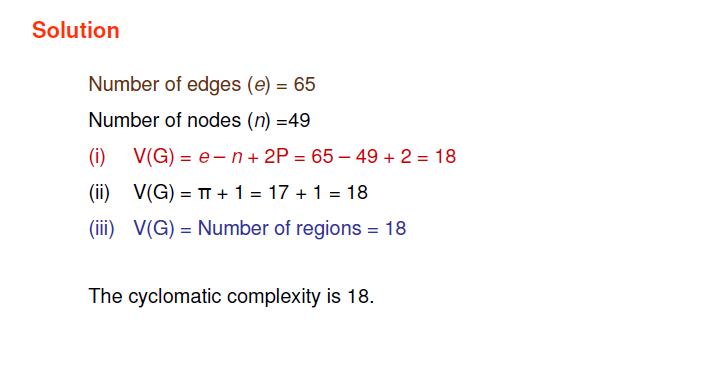 Solution
Number of edges (e) = 65
Number of nodes (n) =49
(i) V(G) = e – n + 2P = 65 – 49 + 2 = 18
(ii) V(G) = π + 1 = 17 + 1 = 18
(iii) V(G) = Number of regions = 18
The cyclomatic complexity is 18.